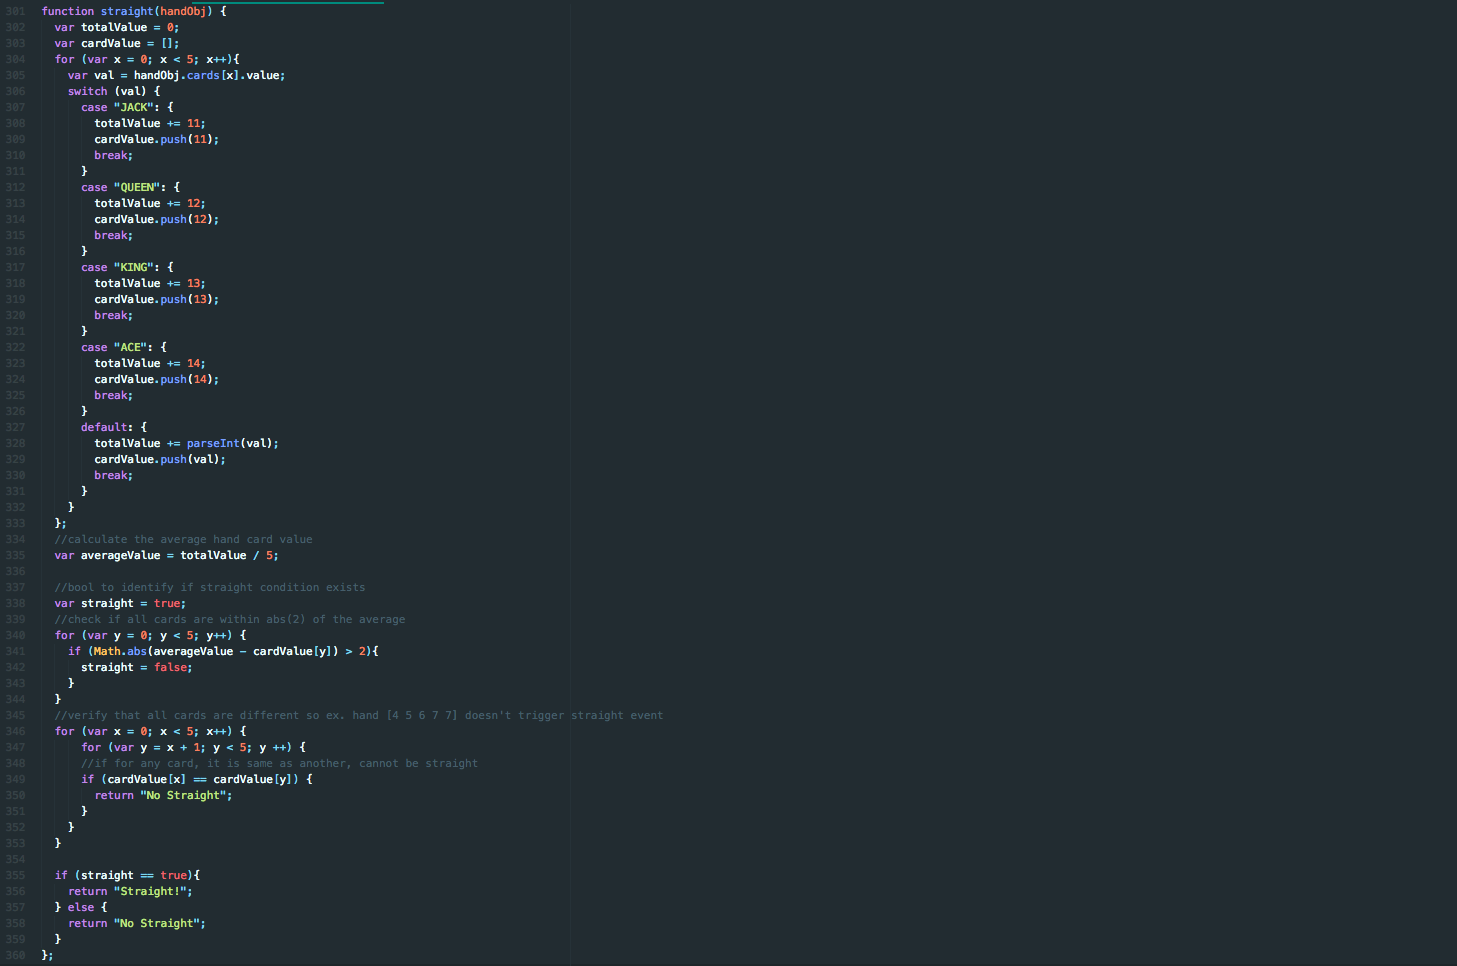 301 function straight(handObj) {
302 var totalValue = 0;
303 var cardValue = [];
304 for (var x = 0; x < 5; x++){
305 var val = handObj.cards[x].value;
306 switch (val) {
307 case "JACK": {
308 totalValue += 11;
309 cardValue.push(11);
310 break;
311 }
312 case "QUEEN": {
313 totalValue += 12;
314 cardValue.push(12);
315 break;
316 }
317 case "KING": {
318 totalValue += 13;
319 cardValue.push(13);
320 break;
321 }
322 case "ACE": {
323 totalValue += 14;
324 cardValue.push(14);
325 break;
326 }
327 default: {
328 totalValue += parseInt(val);
329 cardValue.push(val);
330 break;
331 }
332 }
333 };
334 //calculate the average hand card value
335 var averageValue = totalValue / 5;
336
337 //bool to identify if straight condition exists
338 var straight = true;
339 //check if all cards are within abs(2) of the average
340 for (var y = 0; y < 5; y++) {
341 if (Math.abs(averageValue - cardValue[y]) > 2){
342 straight = false;
343 }
344 }
345 //verify that all cards are different so ex. hand [4 5 6 7 7] doesn't trigger straight event
346 for (var x = 0; x < 5; x++) {
347 for (var y = x + 1; y < 5; y ++) {
348 //if for any card, it is same as another, cannot be straight
349 if (cardValue[x] == cardValue[y]) {
350 return "No Straight";
351 }
352 }
353 }
354
355 if (straight == true){
356 return "Straight!";
357 } else {
358 return "No Straight";
359 }
360 };